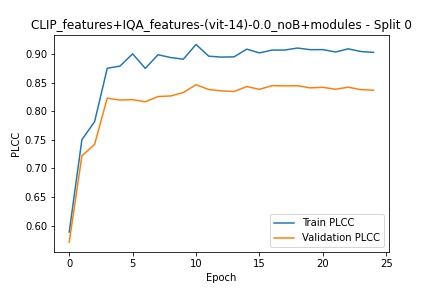 CLIP_features+IQA_features-(vit-14)-0.0_noB+modules - Split 0
0.90
0.85
0.80
0.75
0.70
0.65
0.60
PLCC
Train PLCC
Validation PLCC
0 5 10 15 20 25
Epoch